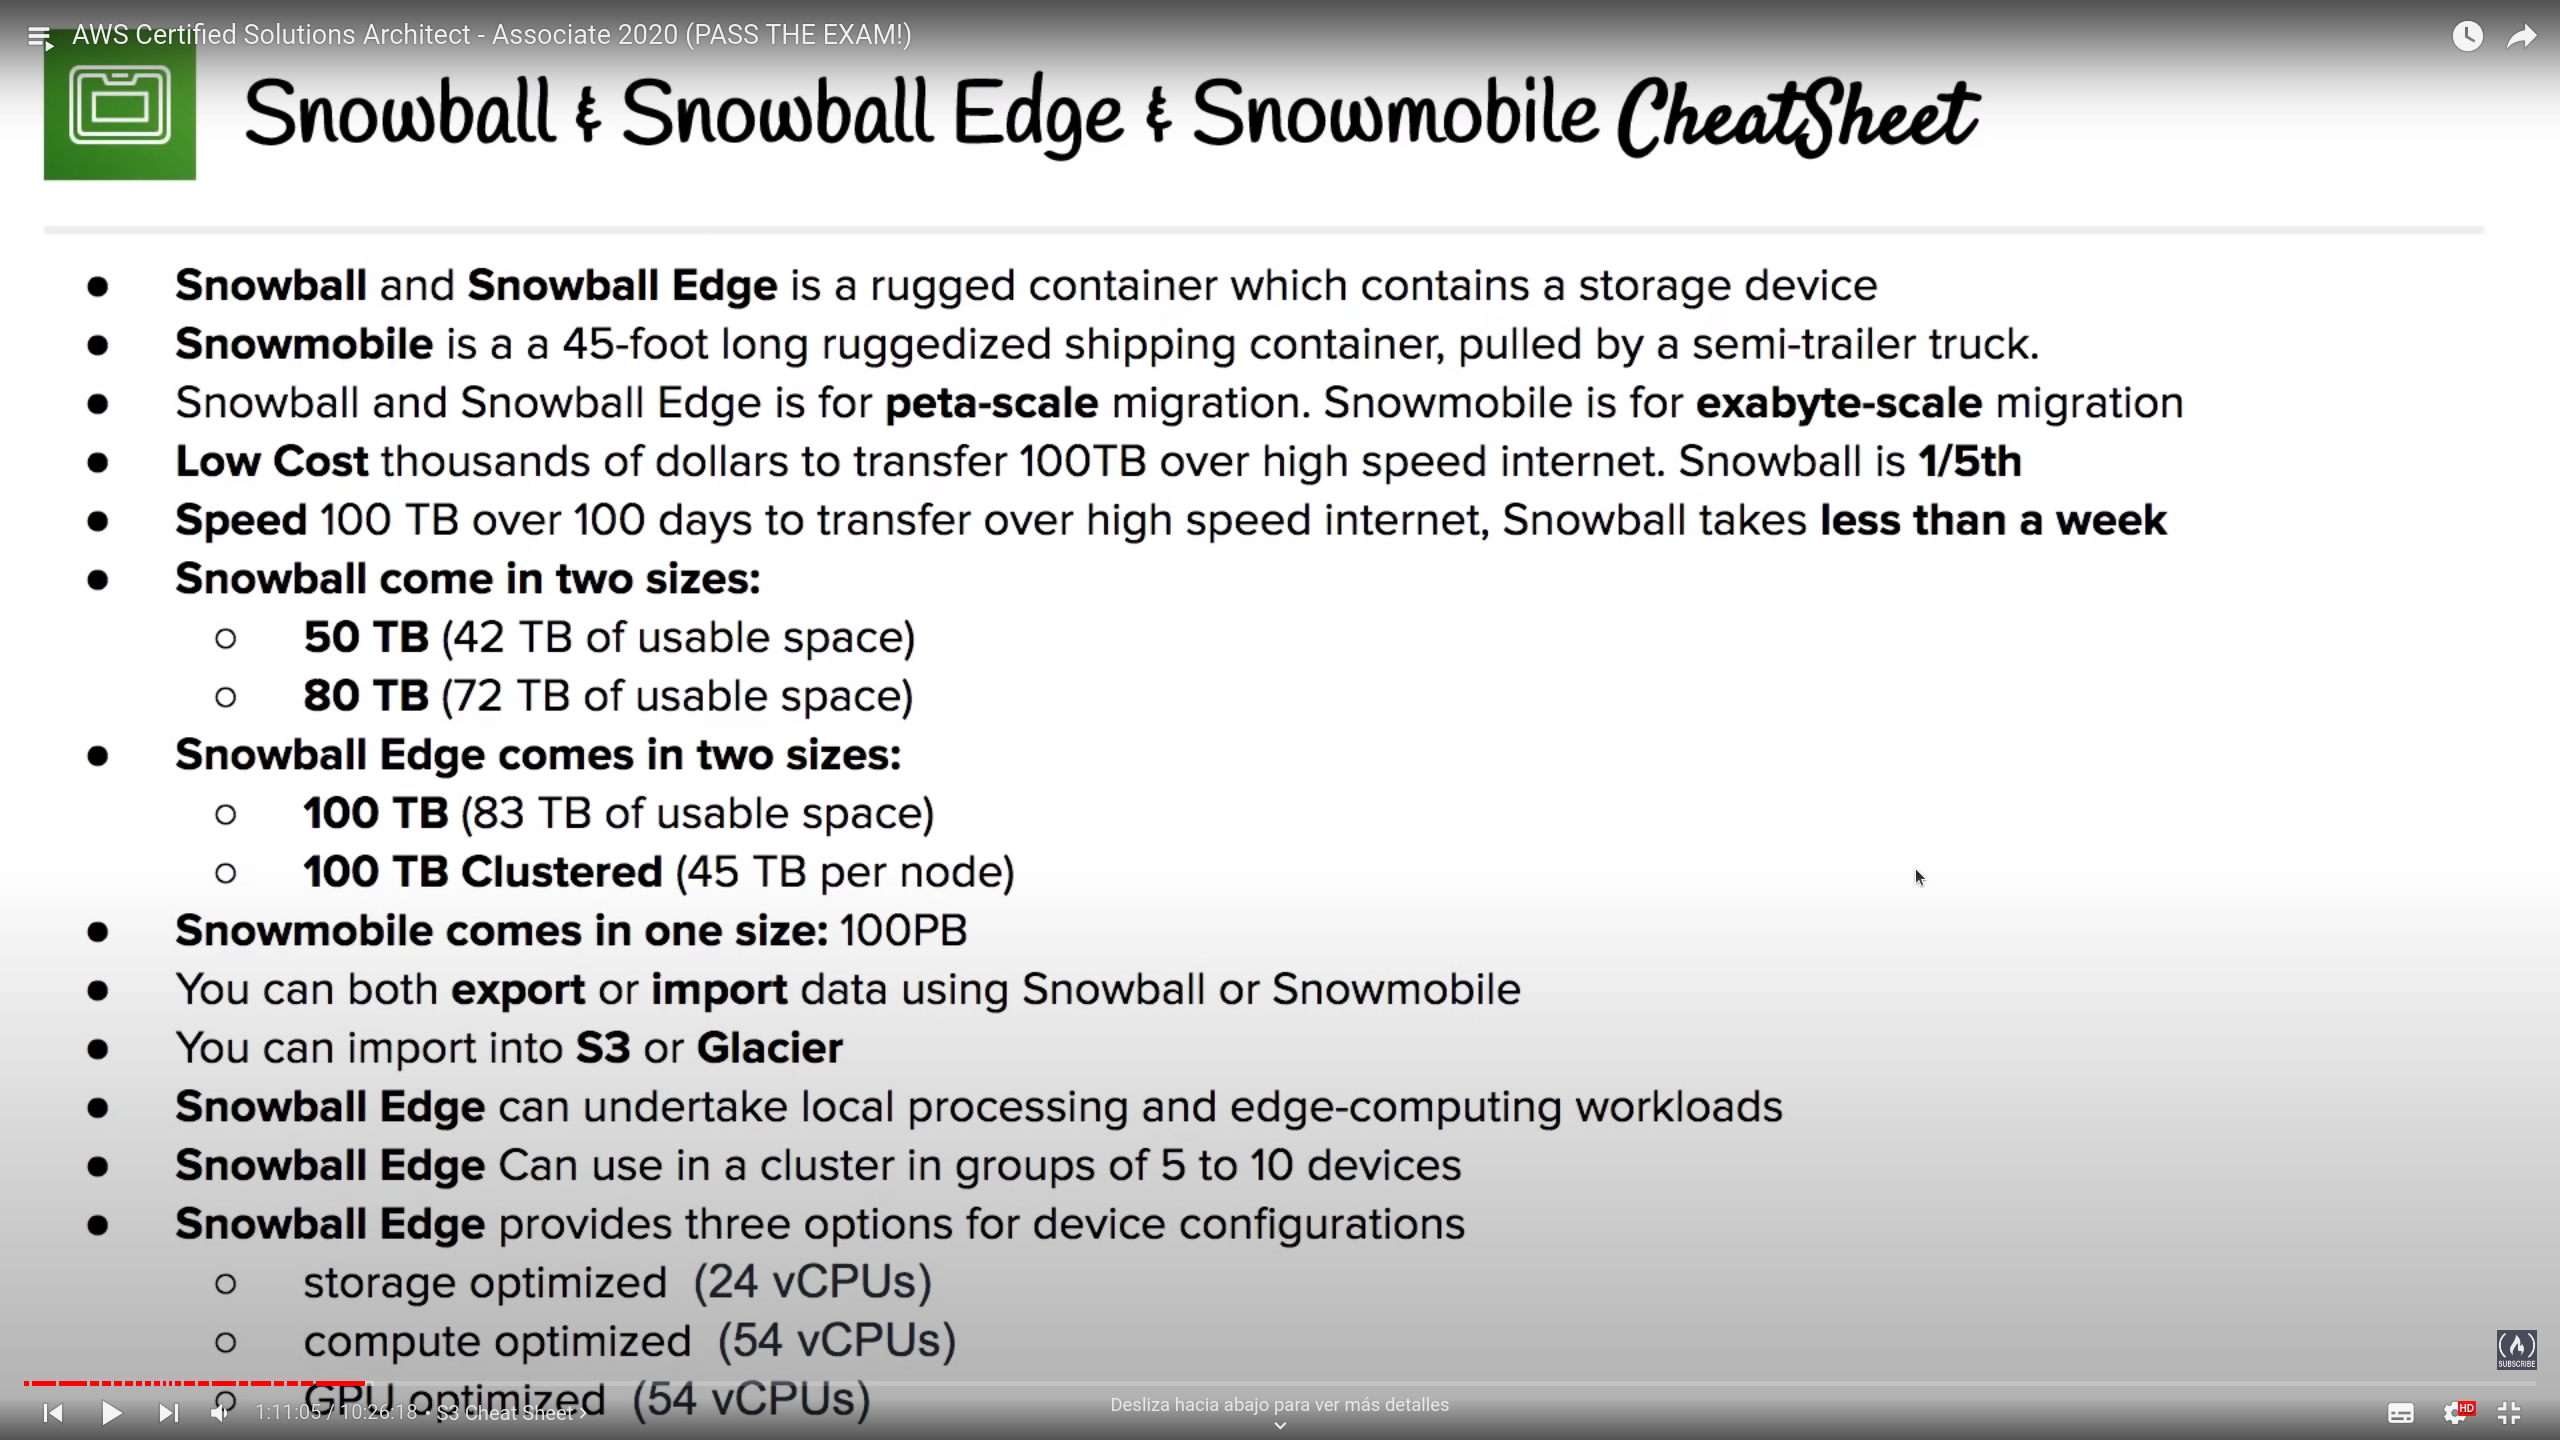 AWS Certified Solutions Architect - Associate 2020 (PASS THE EXAM!)
Snowball & Snowball Edge & Snowmobile CheatSheet
● Snowball and Snowball Edge is a rugged container which contains a storage device
● Snowmobile is a a 45-foot long ruggedized shipping container, pulled by a semi-trailer truck.
● Snowball and Snowball Edge is for peta-scale migration. Snowmobile is for exabyte-scale migration
● Low Cost thousands of dollars to transfer 100TB over high speed internet. Snowball is 1/5th
● Speed 100 TB over 100 days to transfer over high speed internet, Snowball takes less than a week
● Snowball come in two sizes:
○ 50 TB (42 TB of usable space)
○ 80 TB (72 TB of usable space)
● Snowball Edge comes in two sizes:
○ 100 TB (83 TB of usable space)
○ 100 TB Clustered (45 TB per node)
● Snowmobile comes in one size: 100PB
● You can both export or import data using Snowball or Snowmobile
● You can import into S3 or Glacier
● Snowball Edge can undertake local processing and edge-computing workloads
● Snowball Edge Can use in a cluster in groups of 5 to 10 devices
● Snowball Edge provides three options for device configurations
○ storage optimized (24 vCPUs)
○ compute optimized (54 vCPUs)
○ GPU optimized (54 vCPUs)
SUBSCRIBE
1:11:05 / 10:26:18 • S3 Cheat Sheet >
Desliza hacia abajo para ver más detalles
HD